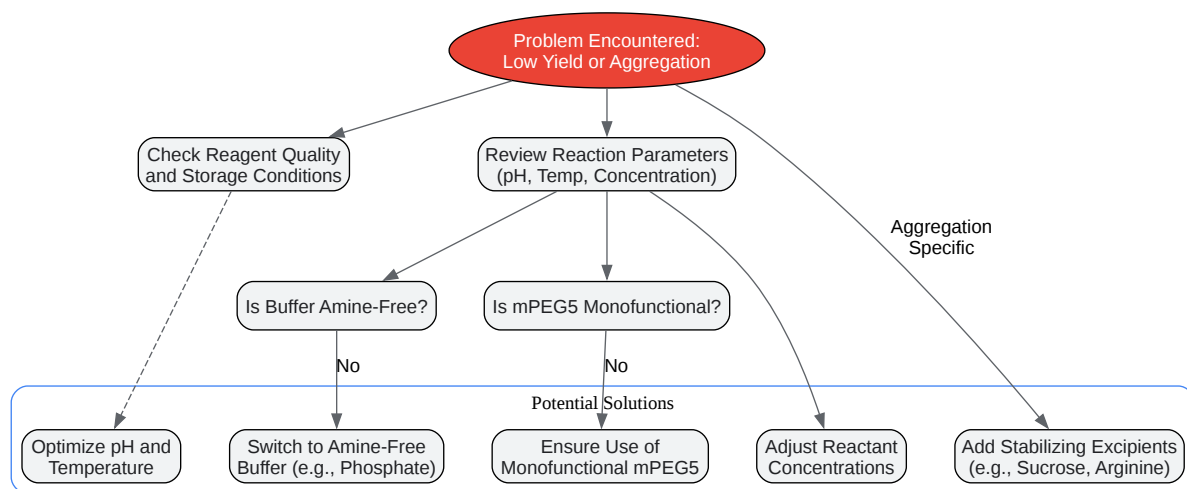 Problem Encountered:
Low Yield or Aggregation
Check Reagent Quality
and Storage Conditions
Review Reaction Parameters
(pH, Temp, Concentration)
Aggregation
Specific
Is Buffer Amine-Free?
Is mPEG5 Monofunctional?
No
No
Potential Solutions
Optimize pH and
Temperature
Switch to Amine-Free
Buffer (e.g., Phosphate)
Ensure Use of
Monofunctional mPEG5
Adjust Reactant
Concentrations
Add Stabilizing Excipients
(e.g., Sucrose, Arginine)